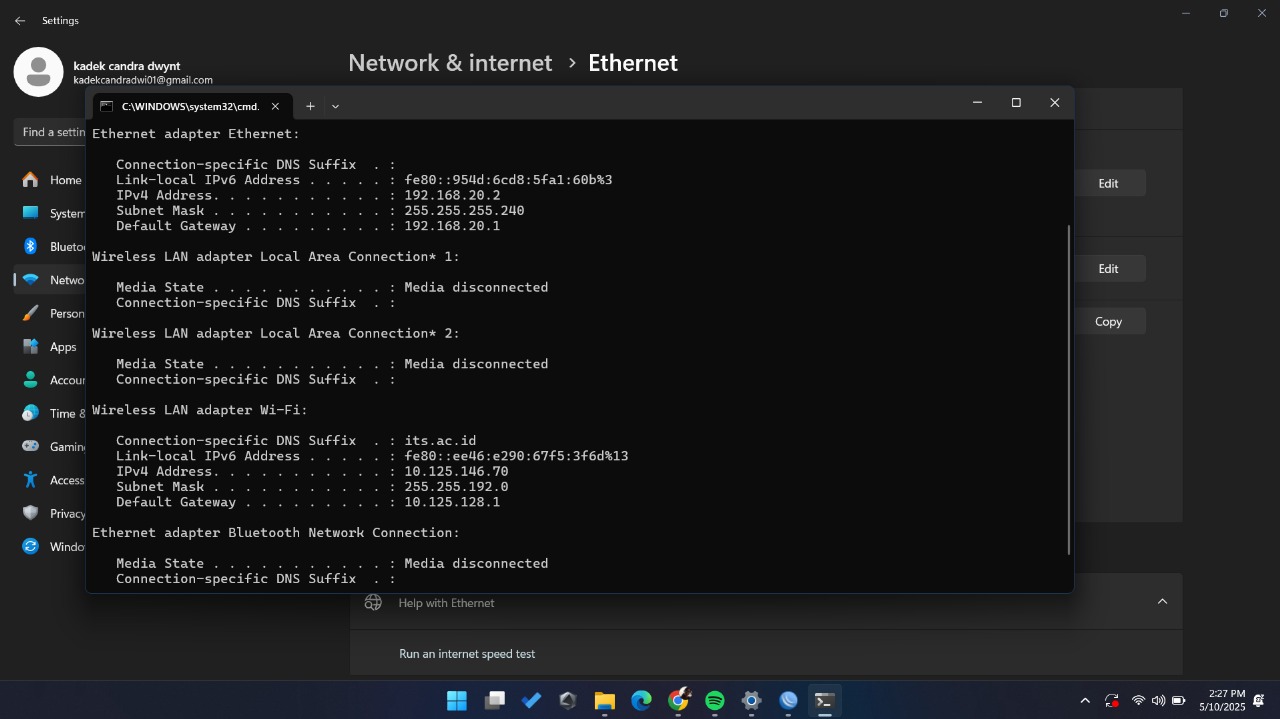 Settings
kadek candra dwynt
kadekcandradwi01@gmail.com
Find a settin
Home
System
Blueto
Netwo
Person
Apps
Accou
Time &
Gamin
Access
Privacy
Windo
Network & internet > Ethernet
C:\WINDOWS\system32\cmd.
Ethernet adapter Ethernet:
Connection-specific DNS Suffix  . :
Link-local IPv6 Address . . . . . : fe80::954d:6cd8:5fa1:60b%3
IPv4 Address. . . . . . . . . . . : 192.168.20.2
Subnet Mask . . . . . . . . . . . : 255.255.255.240
Default Gateway . . . . . . . . . : 192.168.20.1
Wireless LAN adapter Local Area Connection* 1:
Media State . . . . . . . . . . . : Media disconnected
Connection-specific DNS Suffix  . :
Wireless LAN adapter Local Area Connection* 2:
Media State . . . . . . . . . . . : Media disconnected
Connection-specific DNS Suffix  . :
Wireless LAN adapter Wi-Fi:
Connection-specific DNS Suffix  . : its.ac.id
Link-local IPv6 Address . . . . . : fe80::ee46:e290:67f5:3f6d%13
IPv4 Address. . . . . . . . . . . : 10.125.146.70
Subnet Mask . . . . . . . . . . . : 255.255.192.0
Default Gateway . . . . . . . . . : 10.125.128.1
Ethernet adapter Bluetooth Network Connection:
Media State . . . . . . . . . . . : Media disconnected
Connection-specific DNS Suffix  . :
Edit
Edit
Copy
Help with Ethernet
Run an internet speed test
2:27 PM
5/10/2025